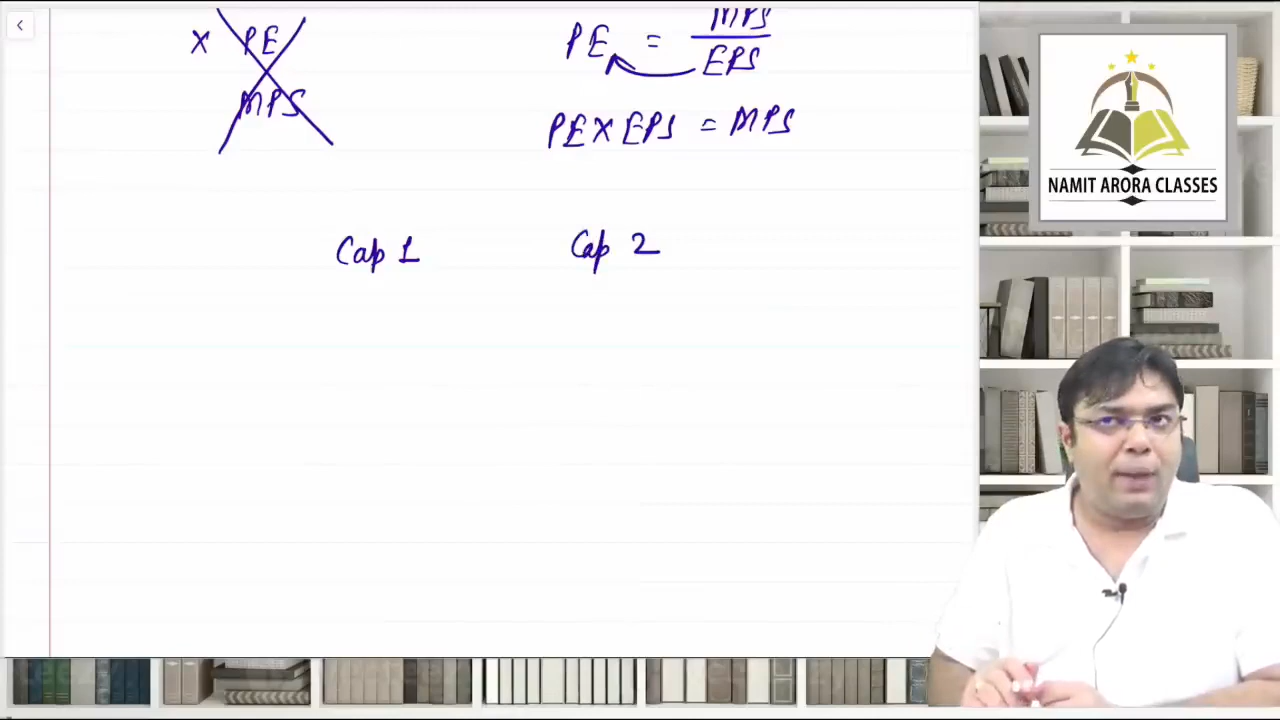 x PE
MPS
PE = MPS
EPS
PE X EPS = MPS
Cap 1 Cap 2
NAMIT ARORA CLASSES